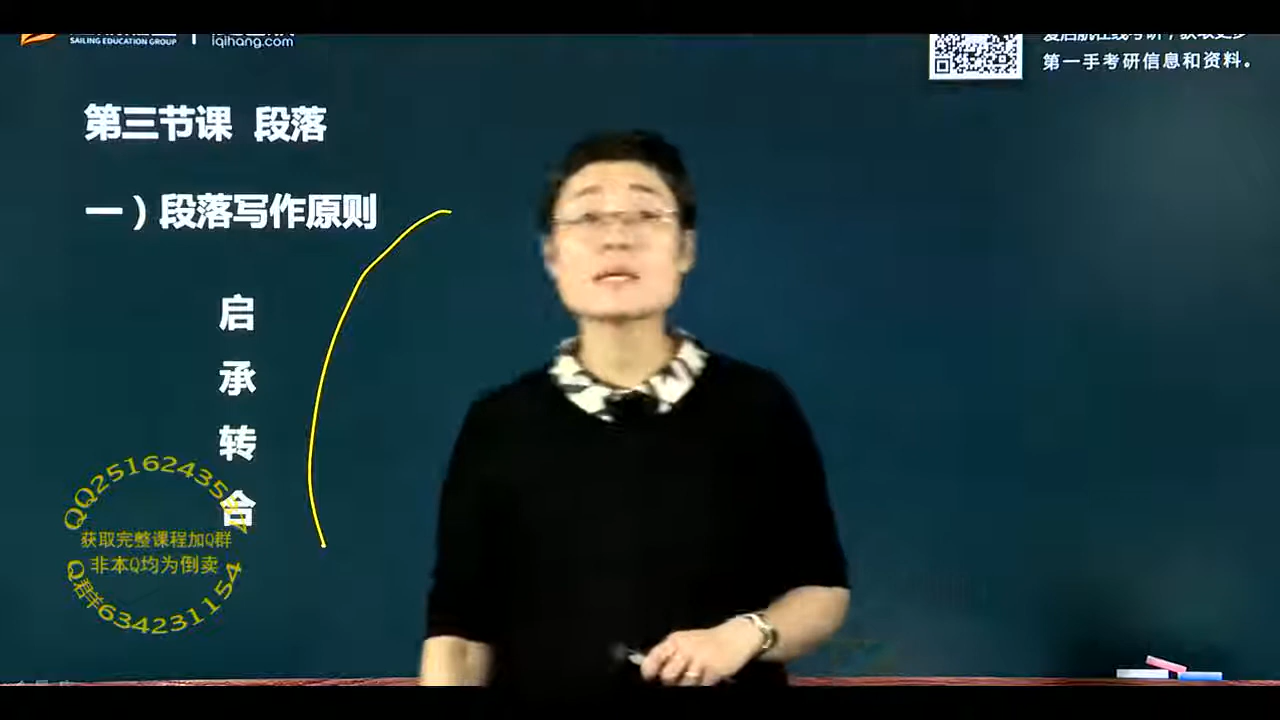 SAILING EDUCATION GROUP
iqihang.com
第一手考研信息和资料。
第三节课 段落
一）段落写作原则
启
承
转
合
获取完整课程加Q群
非本Q均为倒卖
Q群羊634231154